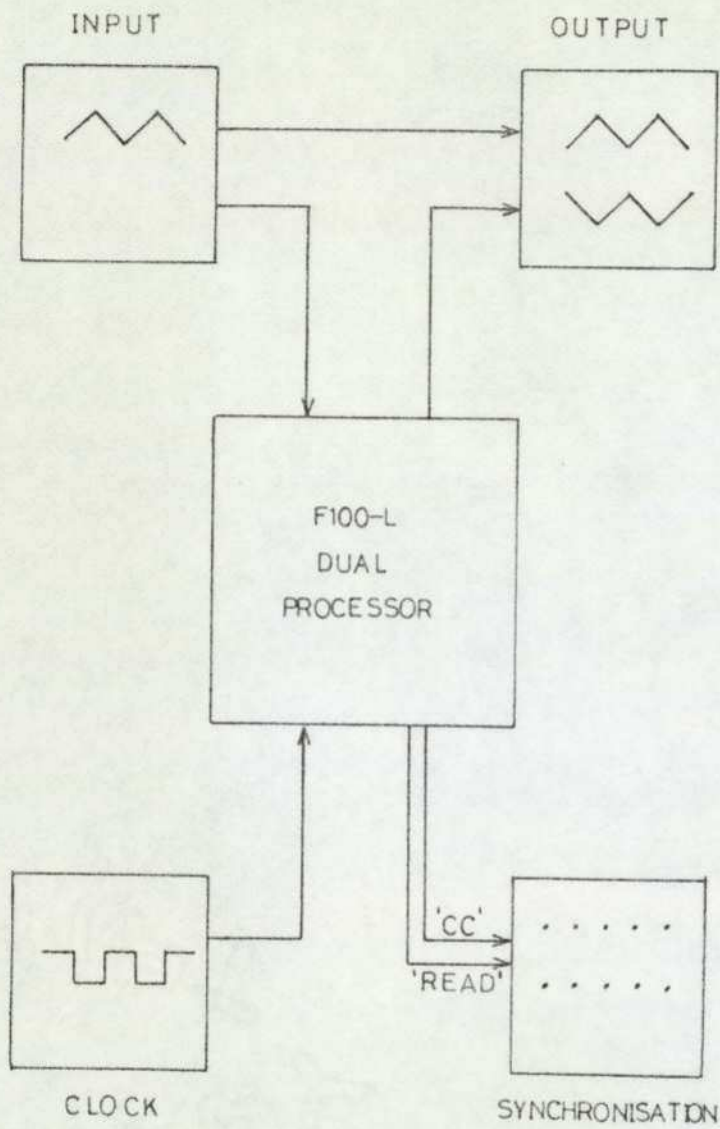 INPUT
OUTPUT
F100-L
DUAL
PROCESSOR
'CC'
'READ'
CLOCK
SYNCHRONISATION